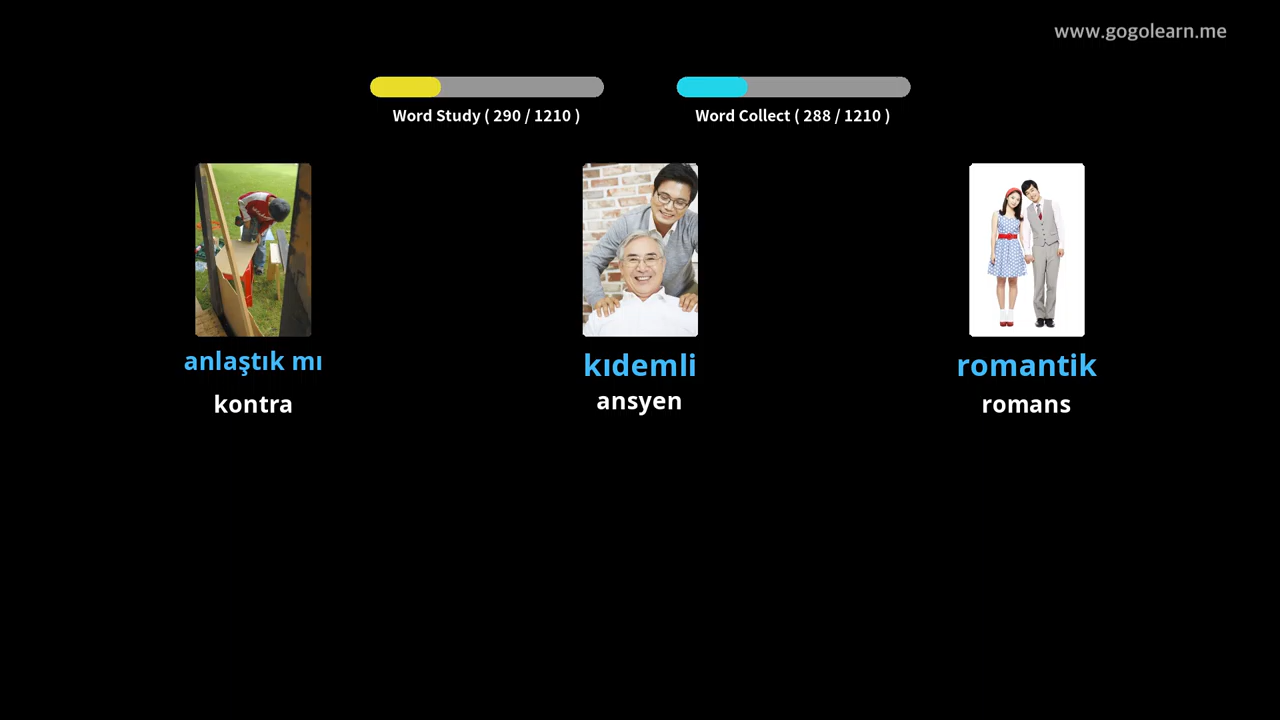 www.gogolearn.me
Word Study ( 290 / 1210 )
Word Collect ( 288 / 1210 )
anlaştık mı
kontra
kıdemli
ansyen
romantik
romans